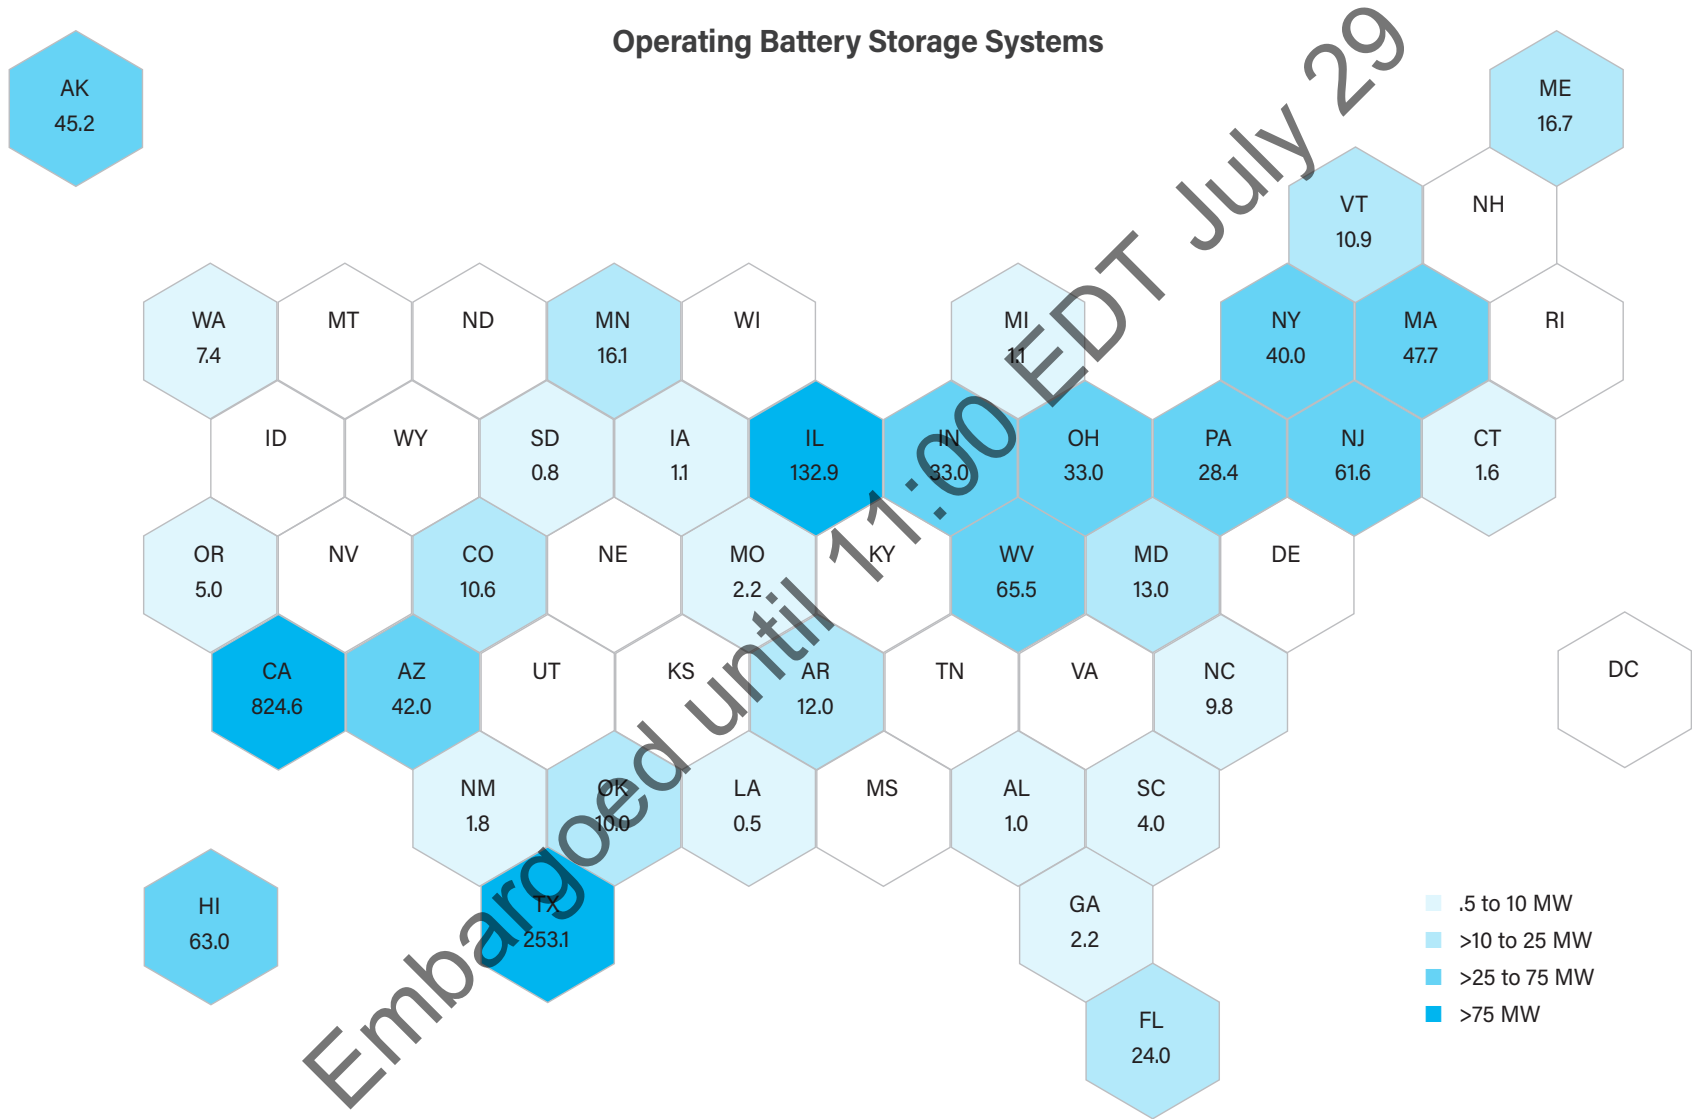 Operating Battery Storage Systems
AK
45.2
ME
16.7
VT
10.9
NH
WA
7.4
MT
ND
MN
16.1
WI
MI
1.1
NY
40.0
MA
47.7
RI
ID
WY
SD
0.8
IA
1.1
IL
132.9
IN
33.0
OH
33.0
PA
28.4
NJ
61.6
CT
1.6
OR
5.0
NV
CO
10.6
NE
MO
2.2
KY
WV
65.5
MD
13.0
DE
CA
824.6
AZ
42.0
UT
KS
AR
12.0
TN
VA
NC
9.8
DC
NM
1.8
OK
10.0
LA
0.5
MS
AL
1.0
SC
4.0
HI
63.0
TX
253.1
GA
2.2
FL
24.0
.5 to 10 MW
>10 to 25 MW
>25 to 75 MW
>75 MW
Embargoed until 11:00 EDT July 29